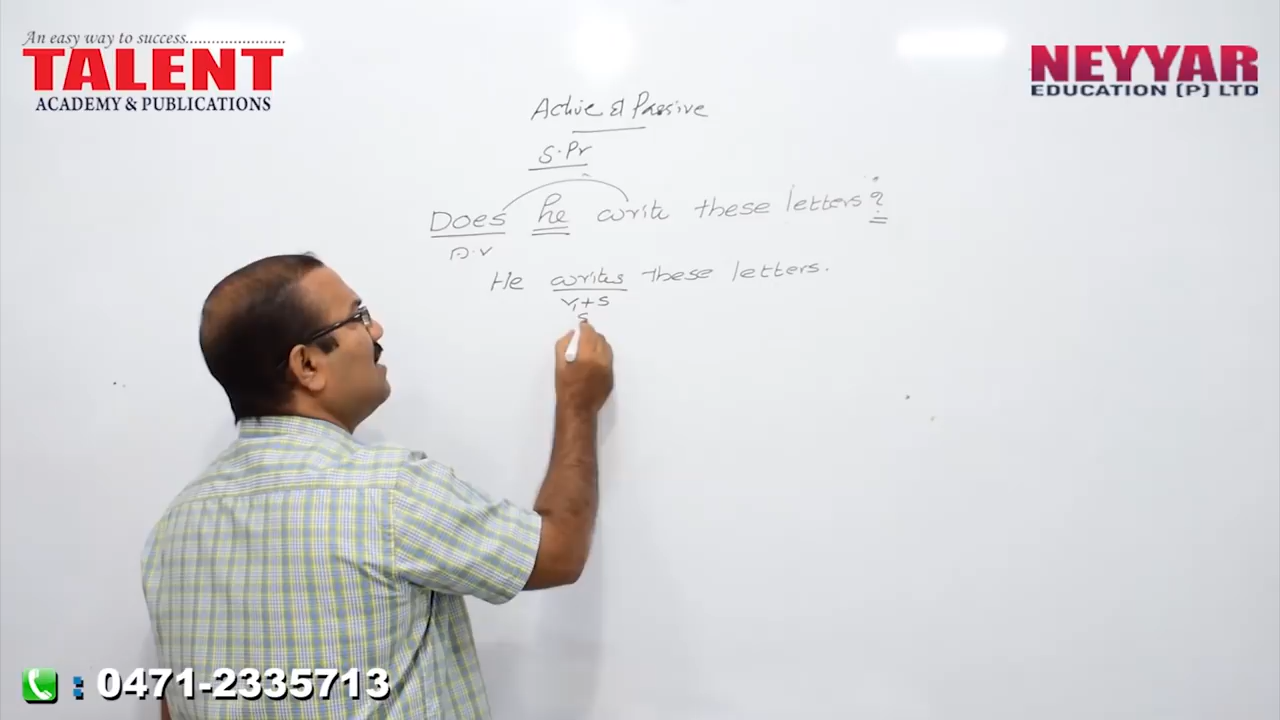 An easy way to success.......................
TALENT
ACADEMY & PUBLICATIONS
NEYYAR
EDUCATION (P) LTD
Active & Passive
S.Pr
Does he write these letters?
A.V
He writes these letters.
V1+S
S
: 0471-2335713